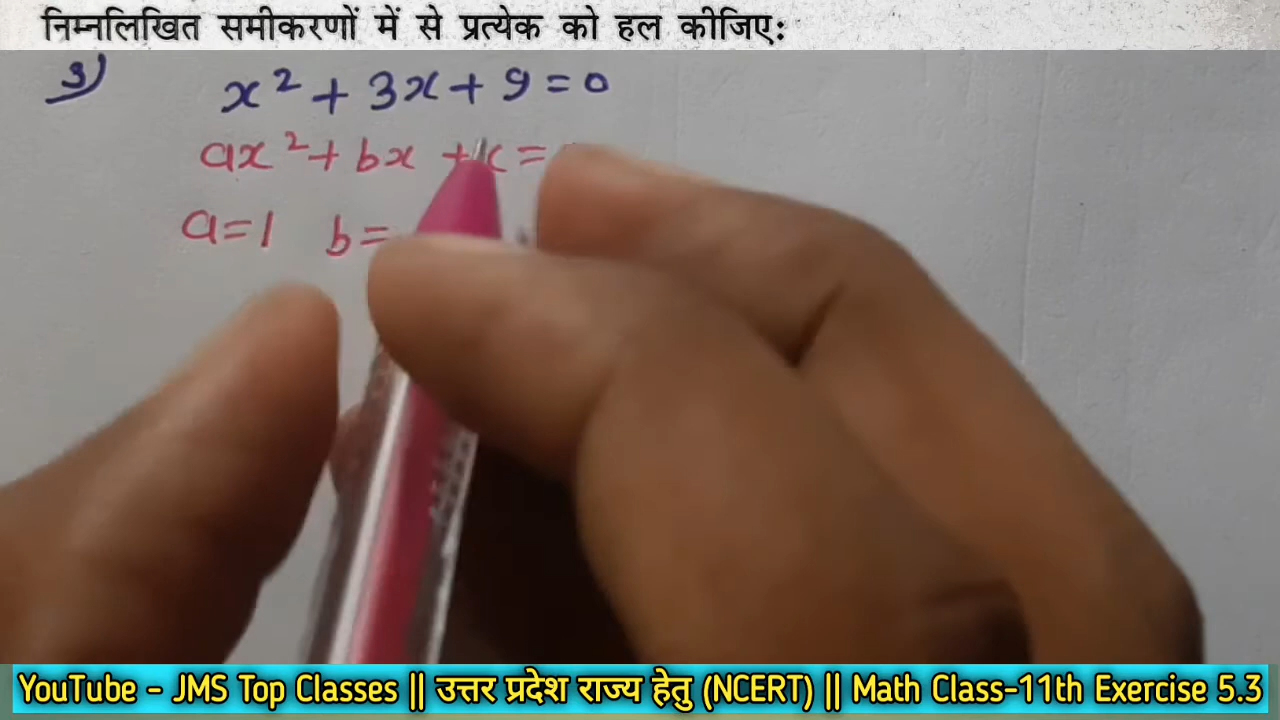 निम्नलिखित समीकरणों में से प्रत्येक को हल कीजिए:
3) x² + 3x + 9 = 0
ax² + bx + c =
a=1 b=
YouTube - JMS Top Classes || उत्तर प्रदेश राज्य हेतु (NCERT) || Math Class-11th Exercise 5.3